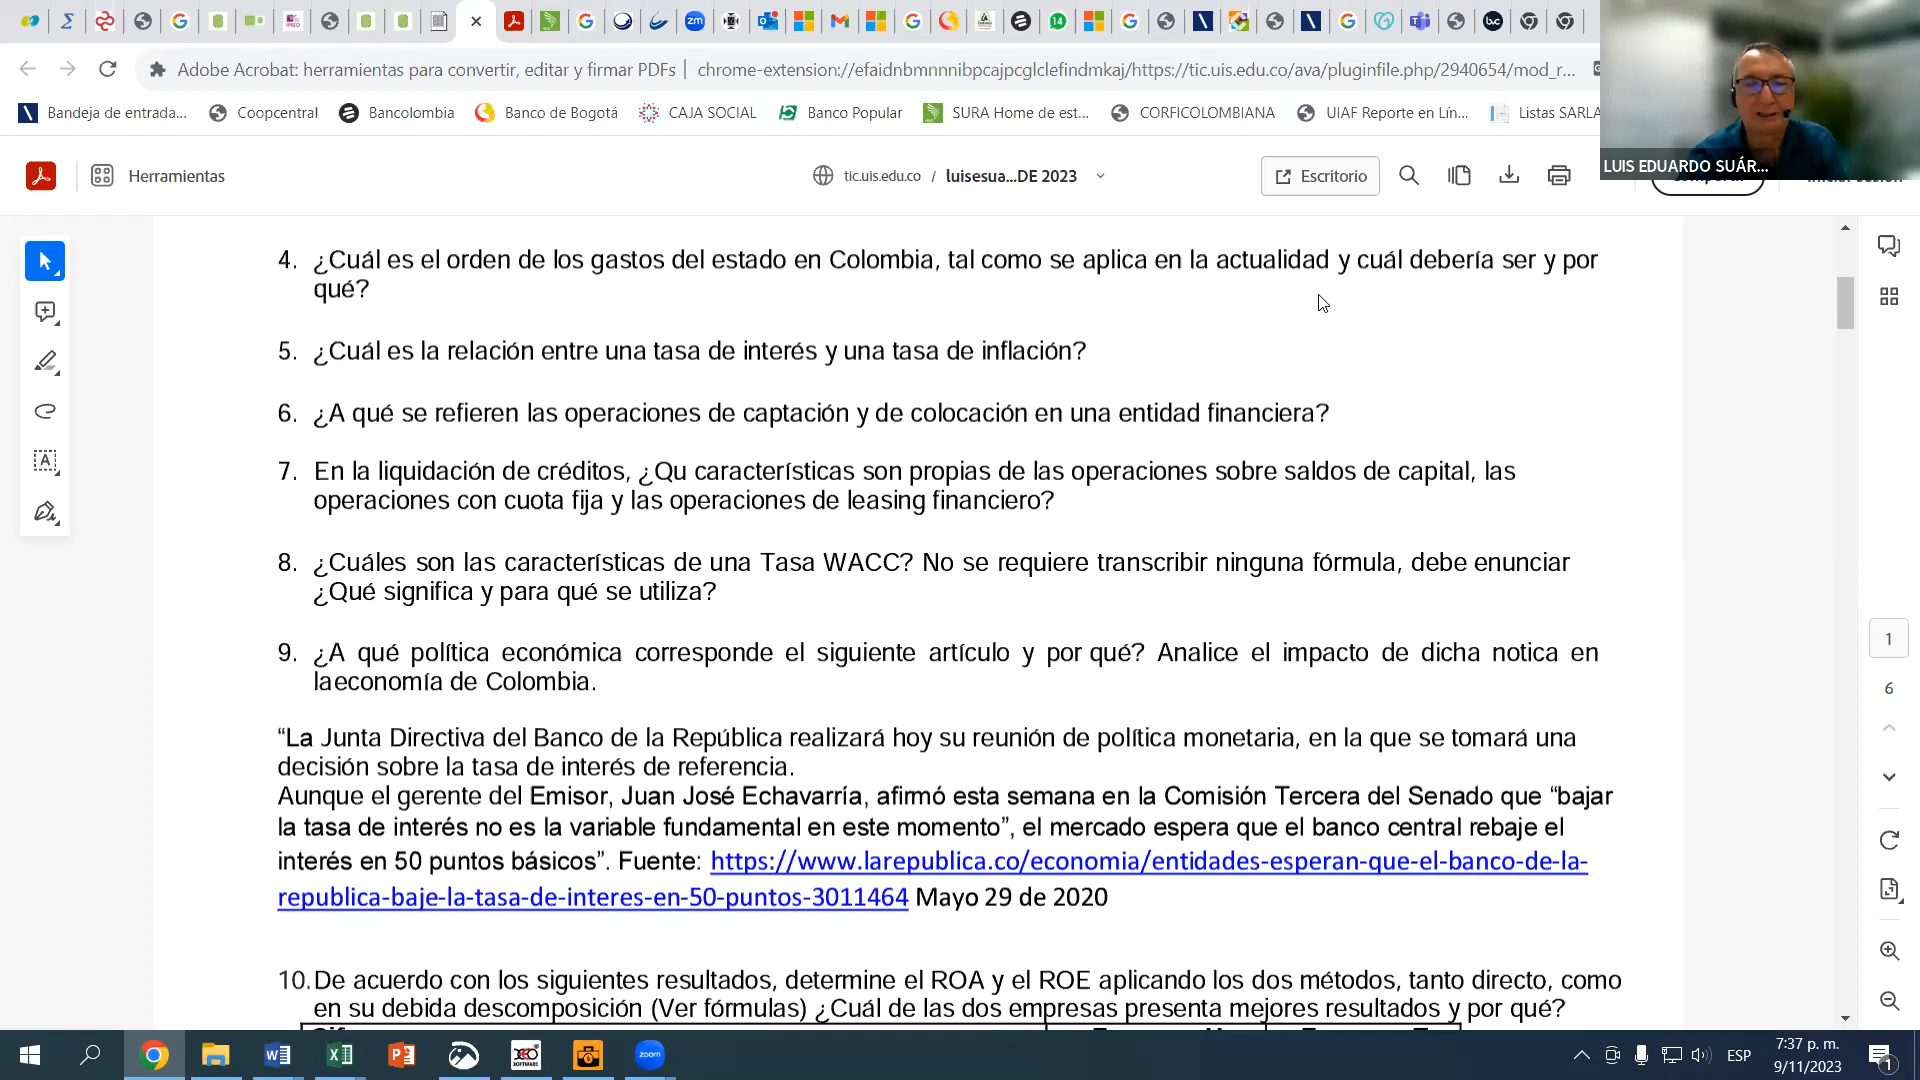 Adobe Acrobat: herramientas para convertir, editar y firmar PDFs
chrome-extension://efaidnbmnnnibpcajpcglclefindmkaj/https://tic.uis.edu.co/ava/pluginfile.php/2940654/mod_r...
Bandeja de entrada...
Coopcentral
Bancolombia
Banco de Bogotá
CAJA SOCIAL
Banco Popular
SURA Home de est...
CORFICOLOMBIANA
UIAF Reporte en Lín...
Listas SARLA
LUIS EDUARDO SUÁR...
Herramientas
tic.uis.edu.co / luisesua...DE 2023
Escritorio
4. ¿Cuál es el orden de los gastos del estado en Colombia, tal como se aplica en la actualidad y cuál debería ser y por
qué?
5. ¿Cuál es la relación entre una tasa de interés y una tasa de inflación?
6. ¿A qué se refieren las operaciones de captación y de colocación en una entidad financiera?
7. En la liquidación de créditos, ¿Qu características son propias de las operaciones sobre saldos de capital, las
operaciones con cuota fija y las operaciones de leasing financiero?
8. ¿Cuáles son las características de una Tasa WACC? No se requiere transcribir ninguna fórmula, debe enunciar
¿Qué significa y para qué se utiliza?
9. ¿A qué política económica corresponde el siguiente artículo y por qué? Analice el impacto de dicha notica en
laeconomía de Colombia.
“La Junta Directiva del Banco de la República realizará hoy su reunión de política monetaria, en la que se tomará una
decisión sobre la tasa de interés de referencia.
Aunque el gerente del Emisor, Juan José Echavarría, afirmó esta semana en la Comisión Tercera del Senado que “bajar
la tasa de interés no es la variable fundamental en este momento”, el mercado espera que el banco central rebaje el
interés en 50 puntos básicos”. Fuente: https://www.larepublica.co/economia/entidades-esperan-que-el-banco-de-la-
republica-baje-la-tasa-de-interes-en-50-puntos-3011464 Mayo 29 de 2020
10. De acuerdo con los siguientes resultados, determine el ROA y el ROE aplicando los dos métodos, tanto directo, como
en su debida descomposición (Ver fórmulas) ¿Cuál de las dos empresas presenta mejores resultados y por qué?
1
6
zoom
ESP
7:37 p. m.
9/11/2023
1